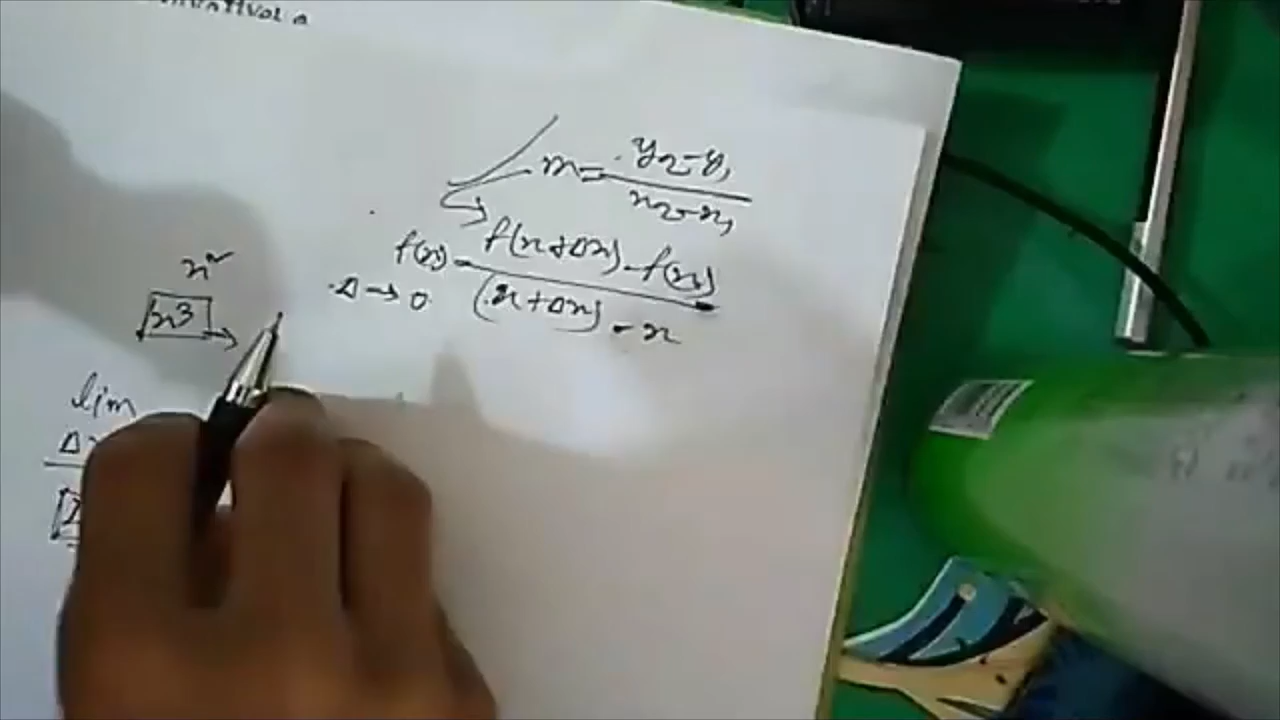 m = y₂-y₁ / x₂-x₁
f(x) = f(x+Δx) - f(x) / (x+Δx) - x
Δ → 0
x²
x³ →
lim